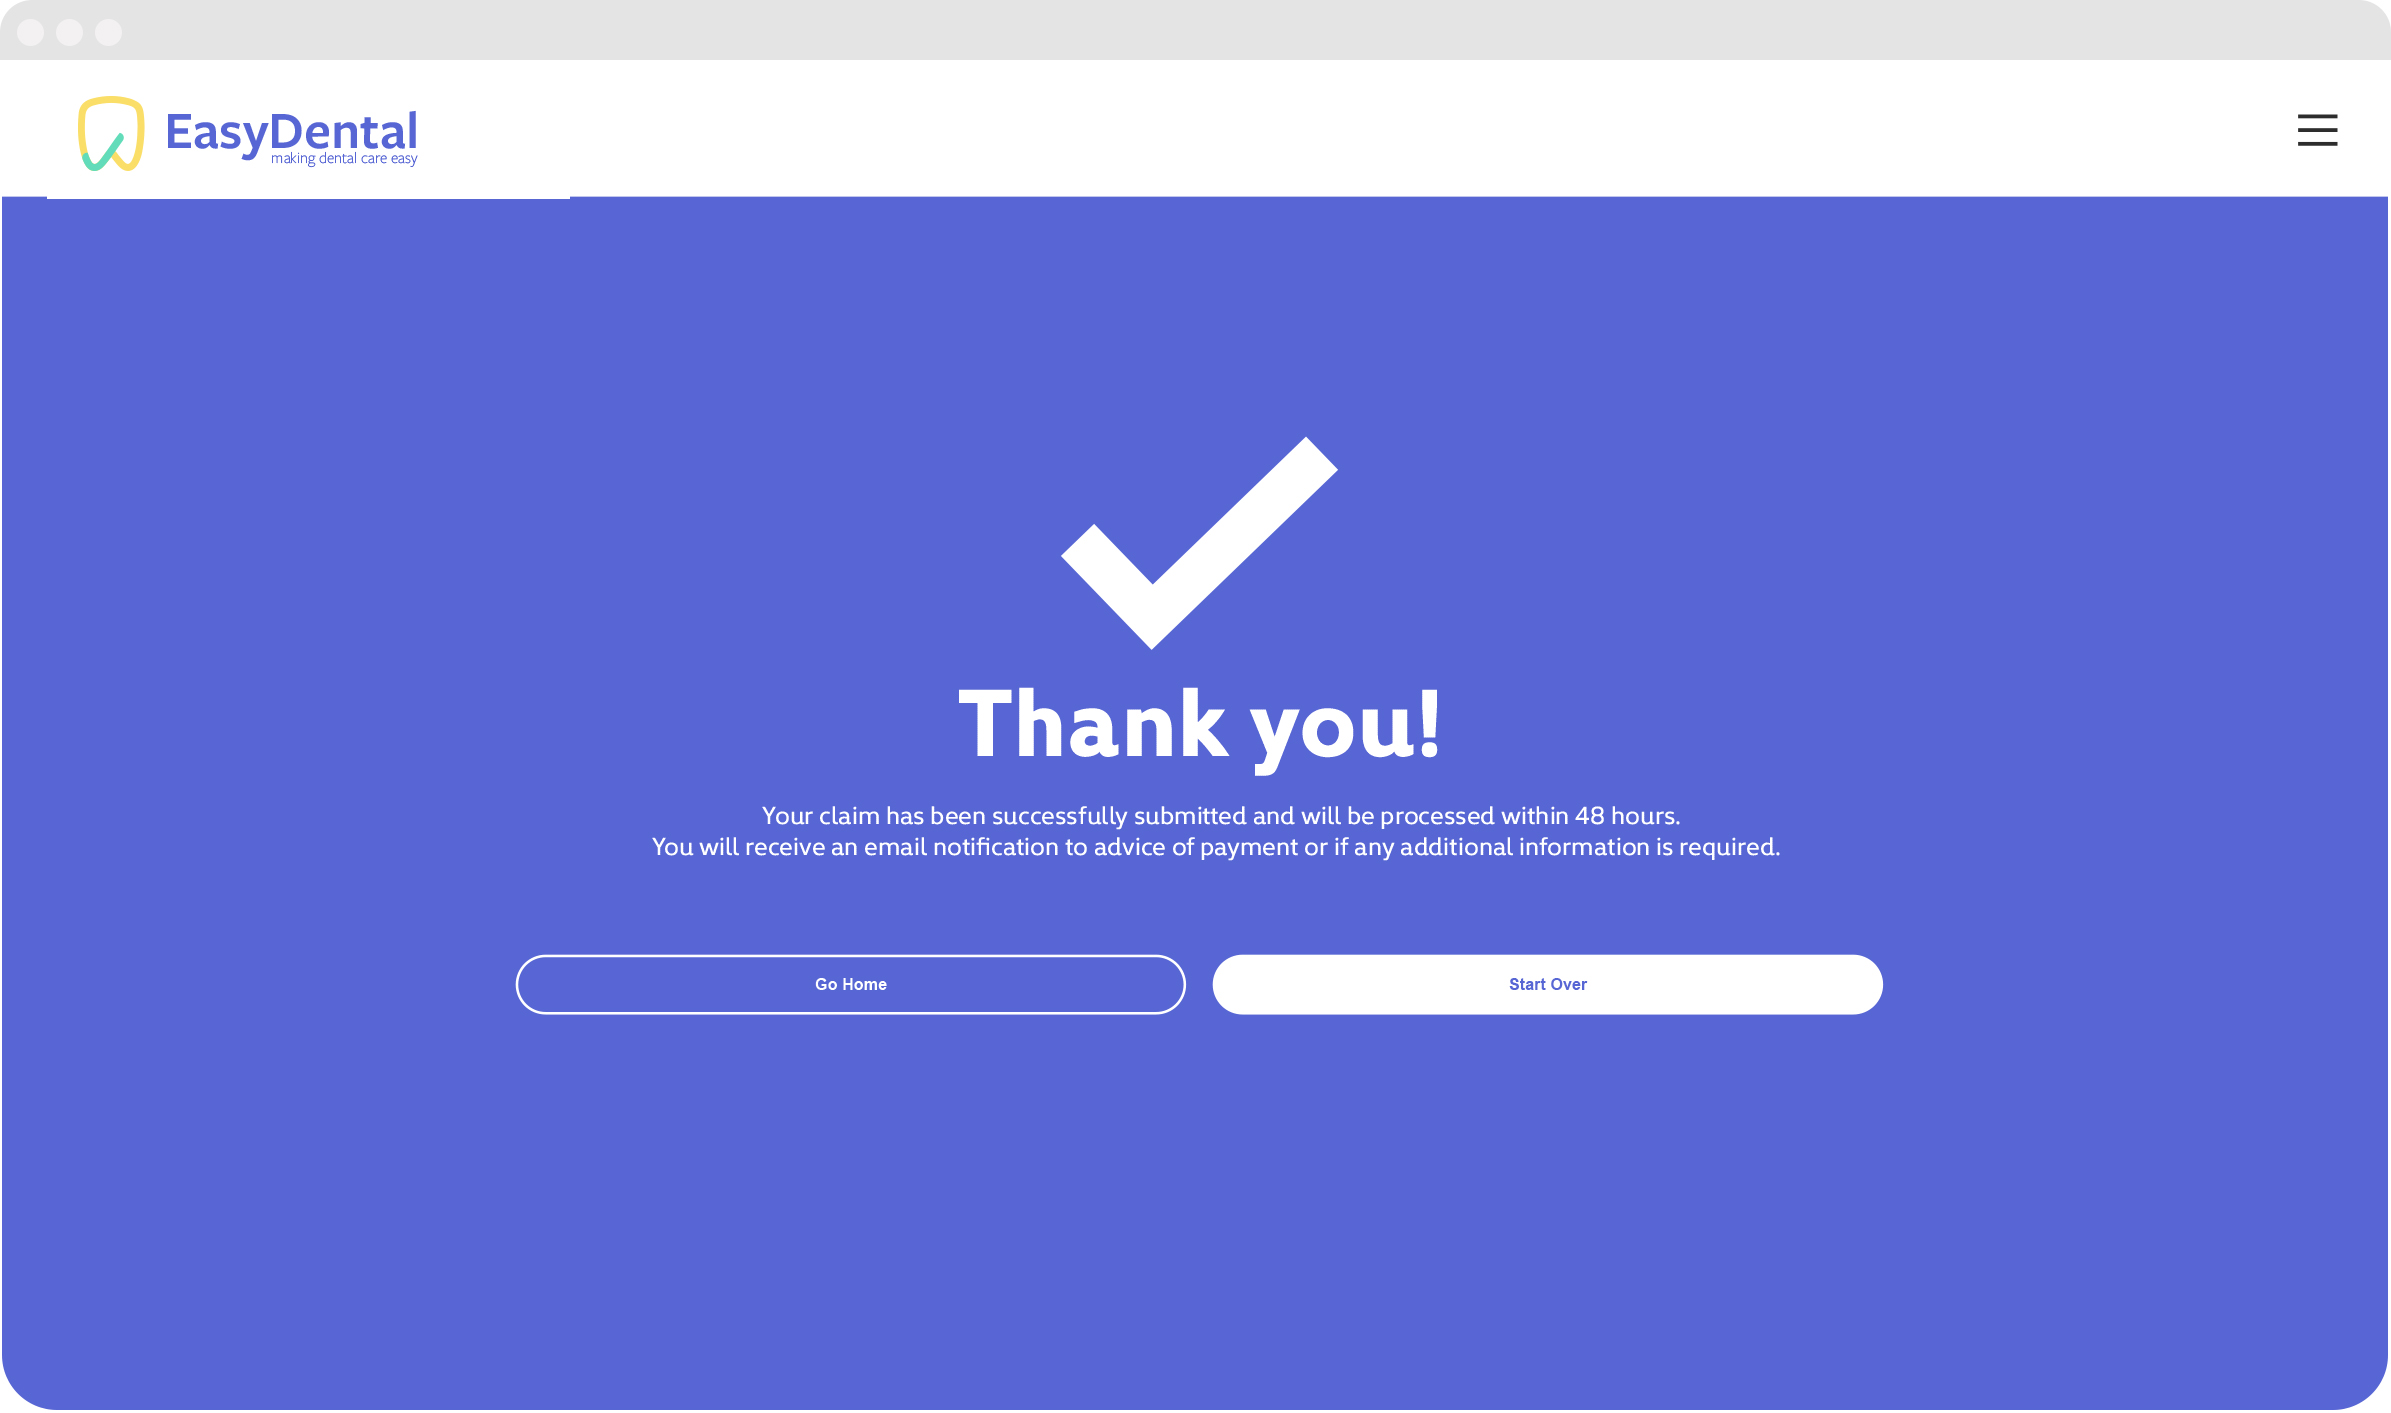 EasyDental
making dental care easy
Thank you!
Your claim has been successfully submitted and will be processed within 48 hours.
You will receive an email notification to advice of payment or if any additional information is required.
Go Home
Start Over